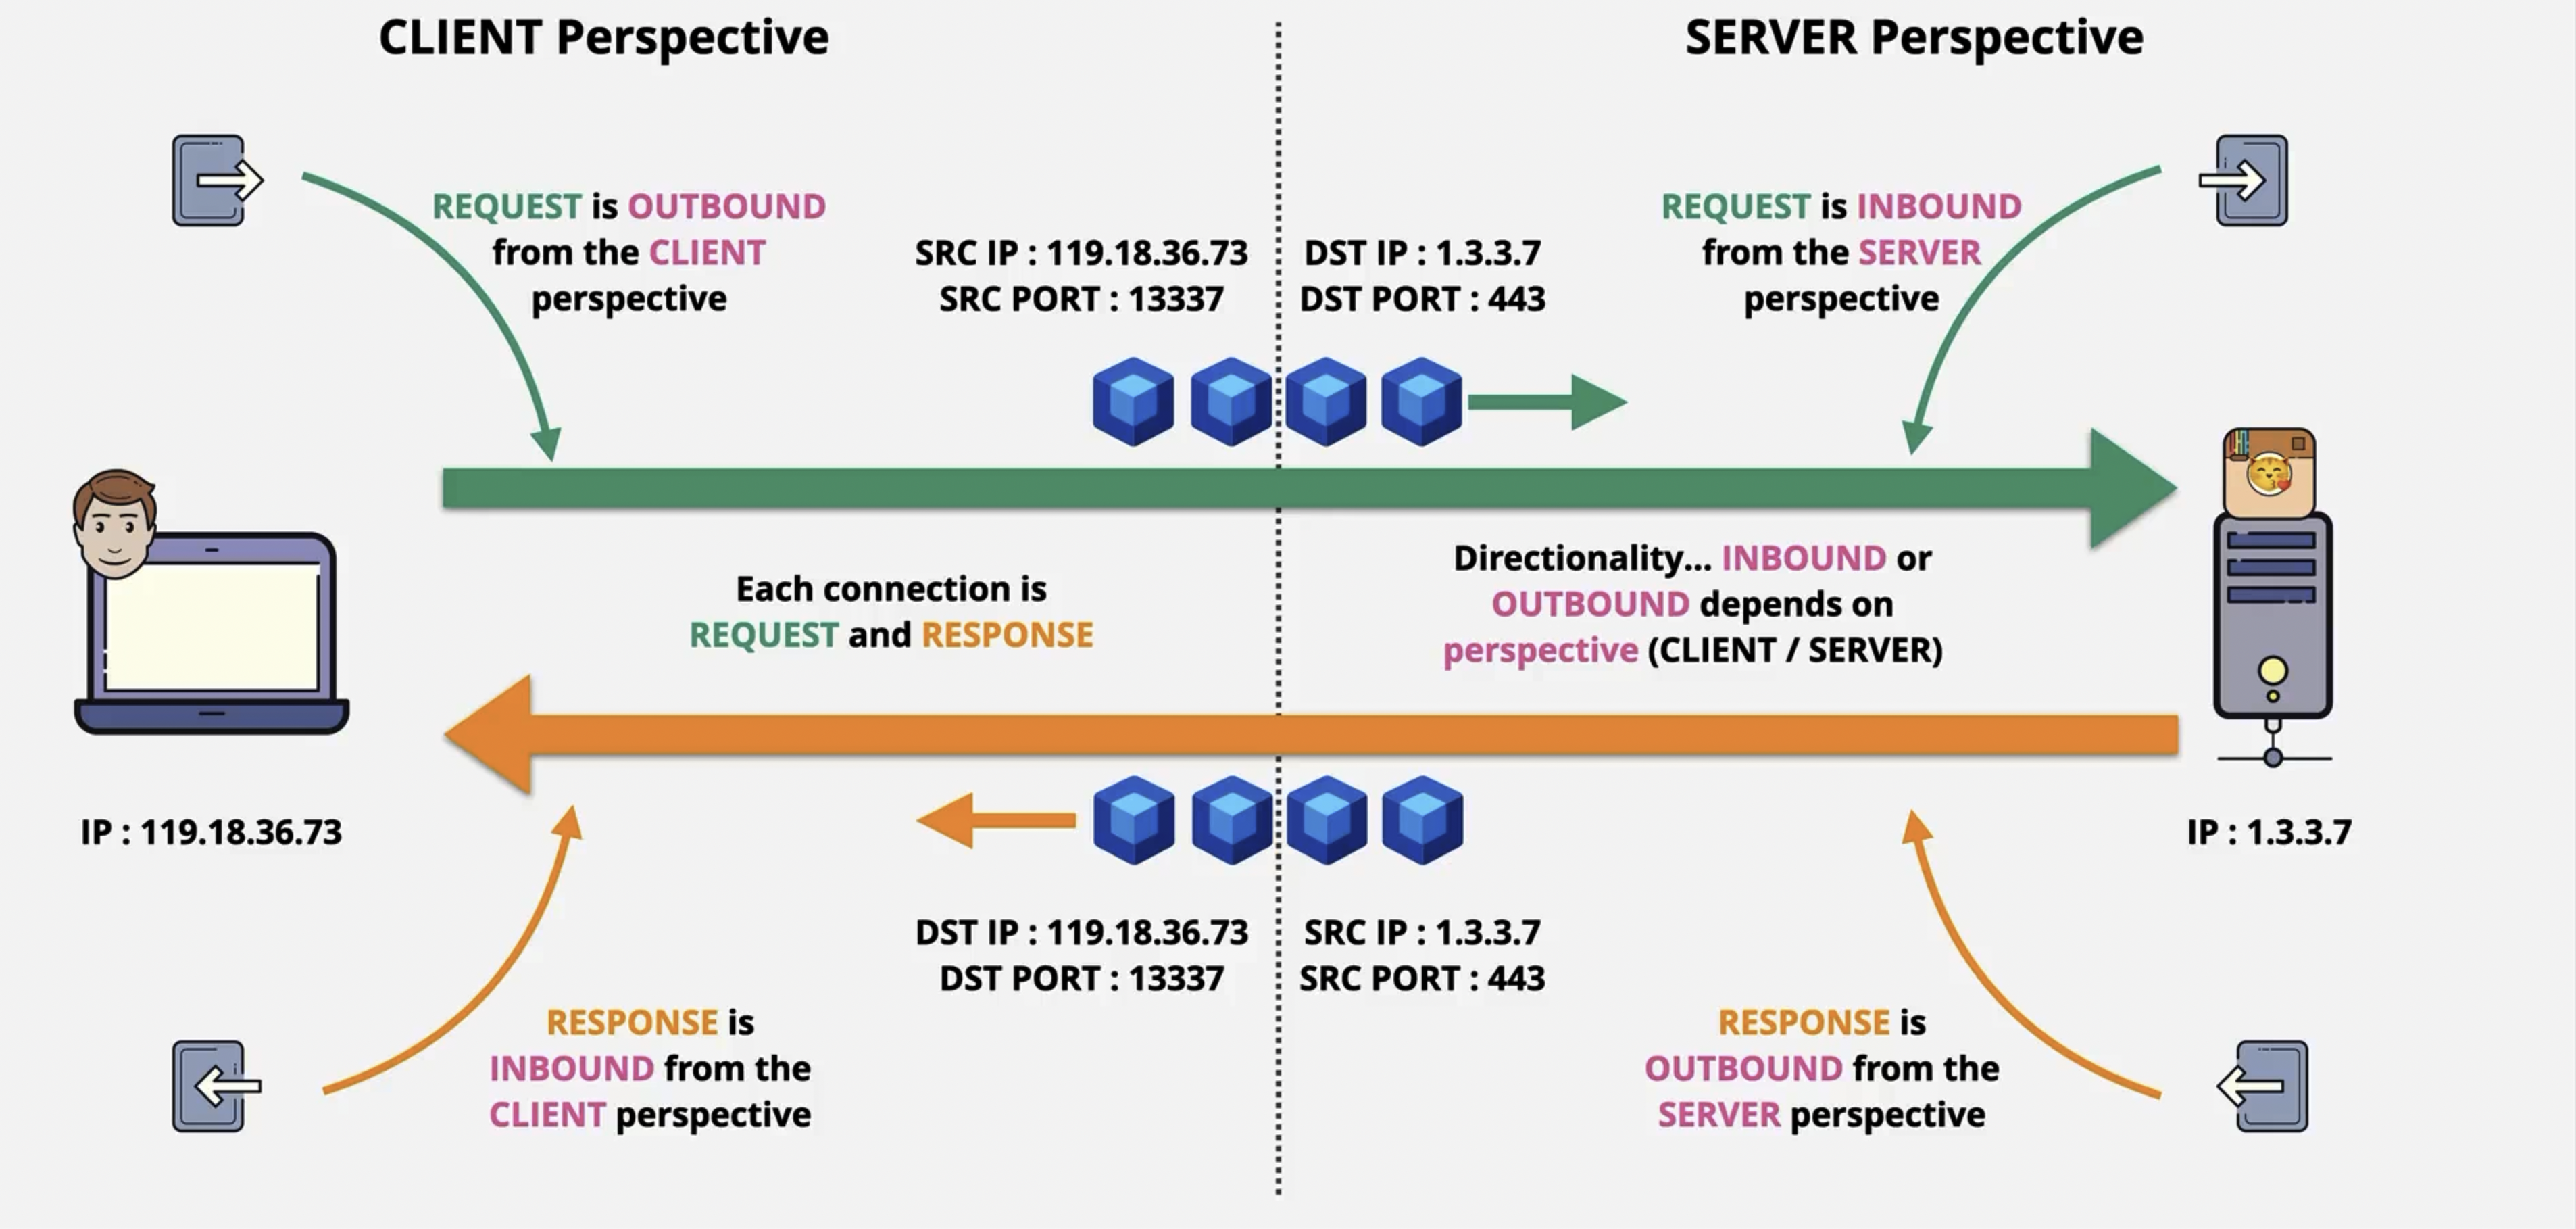 CLIENT Perspective
SERVER Perspective
REQUEST is OUTBOUND
from the CLIENT
perspective
SRC IP : 119.18.36.73
SRC PORT : 13337
DST IP : 1.3.3.7
DST PORT : 443
REQUEST is INBOUND
from the SERVER
perspective
Each connection is
REQUEST and RESPONSE
Directionality... INBOUND or
OUTBOUND depends on
perspective (CLIENT / SERVER)
IP : 119.18.36.73
IP : 1.3.3.7
DST IP : 119.18.36.73
DST PORT : 13337
SRC IP : 1.3.3.7
SRC PORT : 443
RESPONSE is
INBOUND from the
CLIENT perspective
RESPONSE is
OUTBOUND from the
SERVER perspective